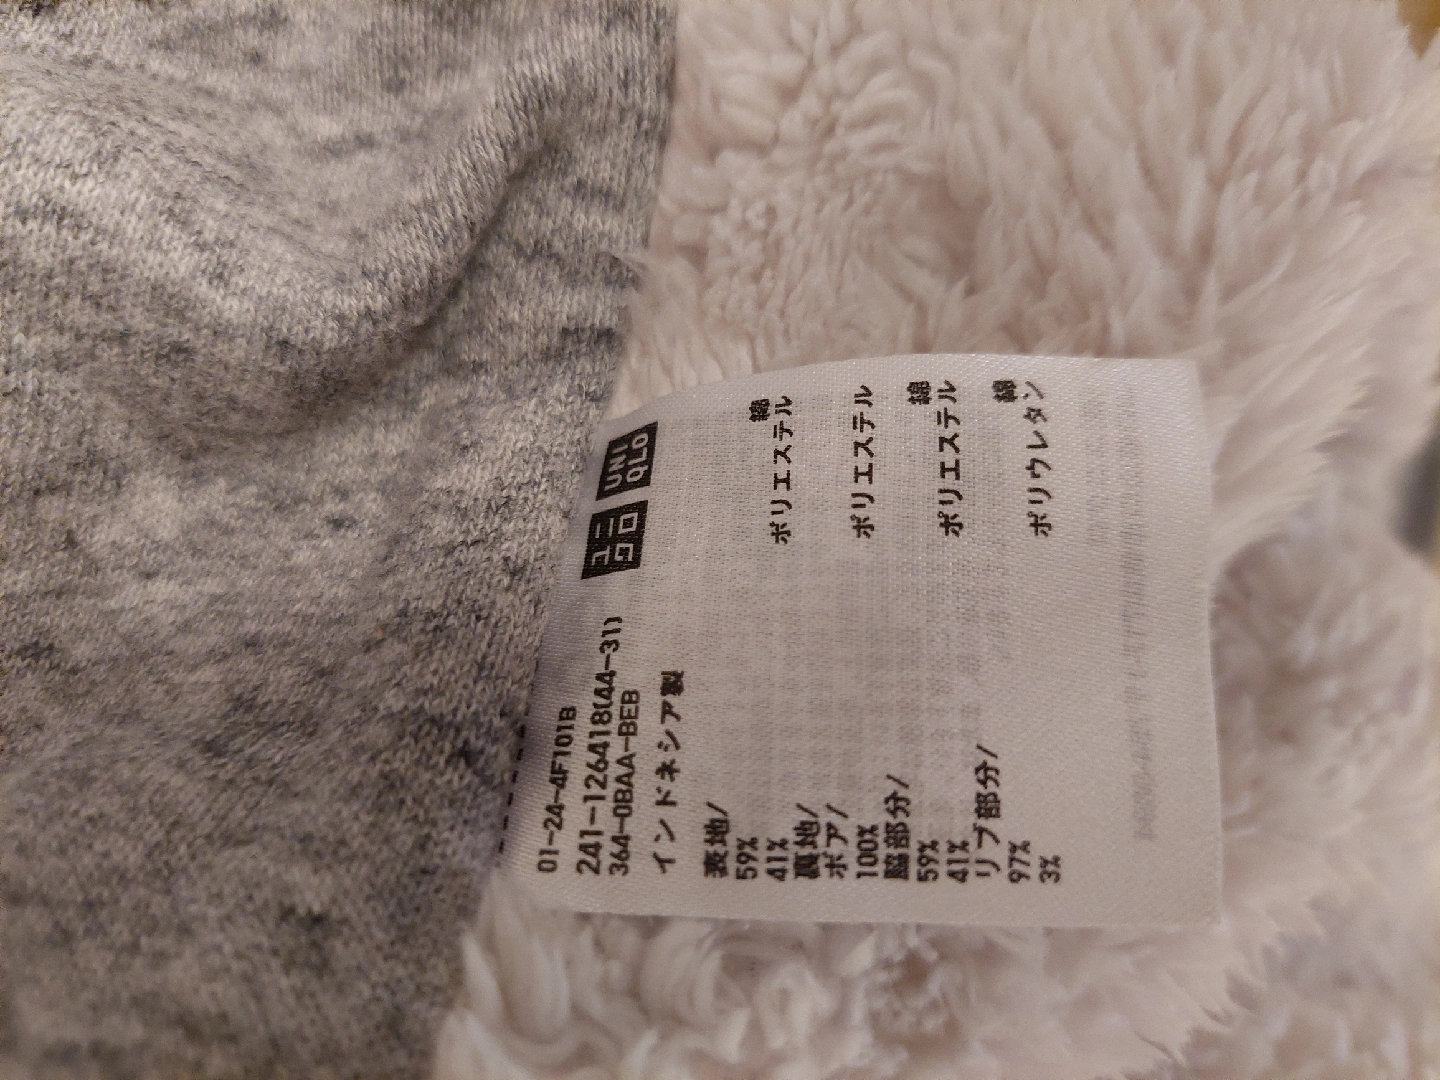 ユニ
クロ
UNI
QLO
01-24-4F101B
241-126418(44-31)
364-0BAA-BEB
インドネシア製
表地/
59% 綿
41% ポリエステル
裏地/
ボア/
100% ポリエステル
脇部分/
59% 綿
41% ポリエステル
リブ部分/
97% 綿
3% ポリウレタン